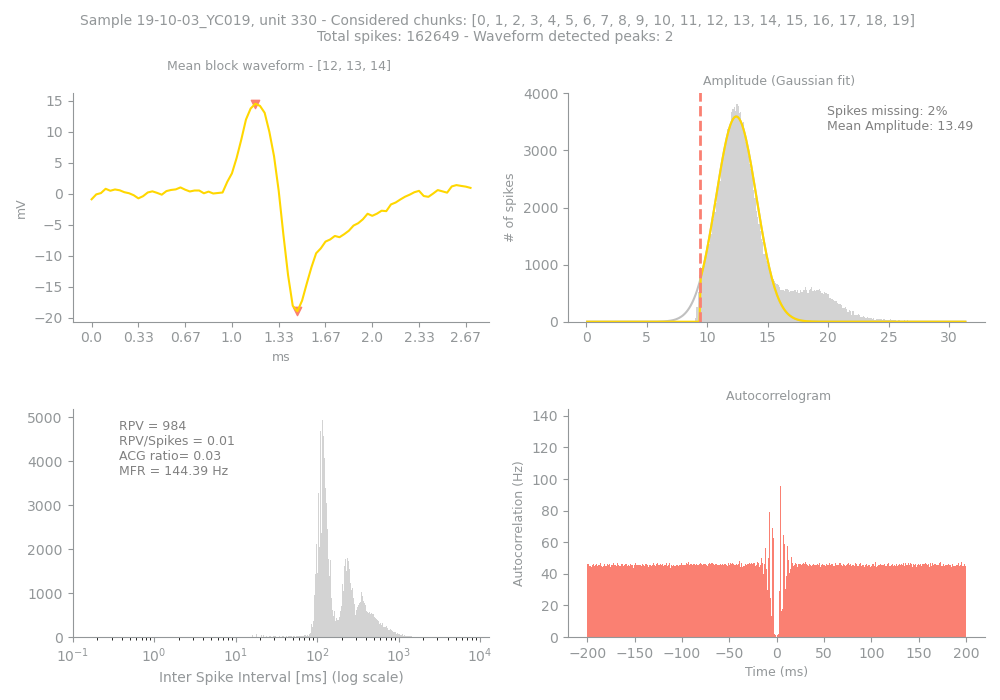 Sample 19-10-03_YC019, unit 330 - Considered chunks: [0, 1, 2, 3, 4, 5, 6, 7, 8, 9, 10, 11, 12, 13, 14, 15, 16, 17, 18, 19]
Total spikes: 162649 - Waveform detected peaks: 2
Mean block waveform - [12, 13, 14]
15
10
5
0
−5
−10
−15
−20
mV
0.0 0.33 0.67 1.0 1.33 1.67 2.0 2.33 2.67
ms
Amplitude (Gaussian fit)
Spikes missing: 2%
Mean Amplitude: 13.49
4000
3000
2000
1000
0
# of spikes
0 5 10 15 20 25 30
RPV = 984
RPV/Spikes = 0.01
ACG ratio= 0.03
MFR = 144.39 Hz
5000
4000
3000
2000
1000
0
10⁻¹ 10⁰ 10¹ 10² 10³ 10⁴
Inter Spike Interval [ms] (log scale)
Autocorrelogram
140
120
100
80
60
40
20
0
Autocorrelation (Hz)
−200 −150 −100 −50 0 50 100 150 200
Time (ms)